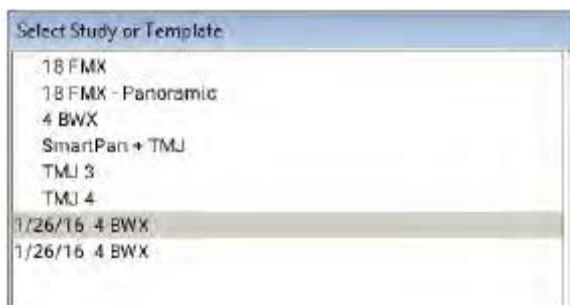 Select Study or Template
18 FMX
18 FMX - Panoramic
4 BWX
SmartPan + TMJ
TMJ 3
TMJ 4
1/26/16 4 BWX
1/26/16 4 BWX